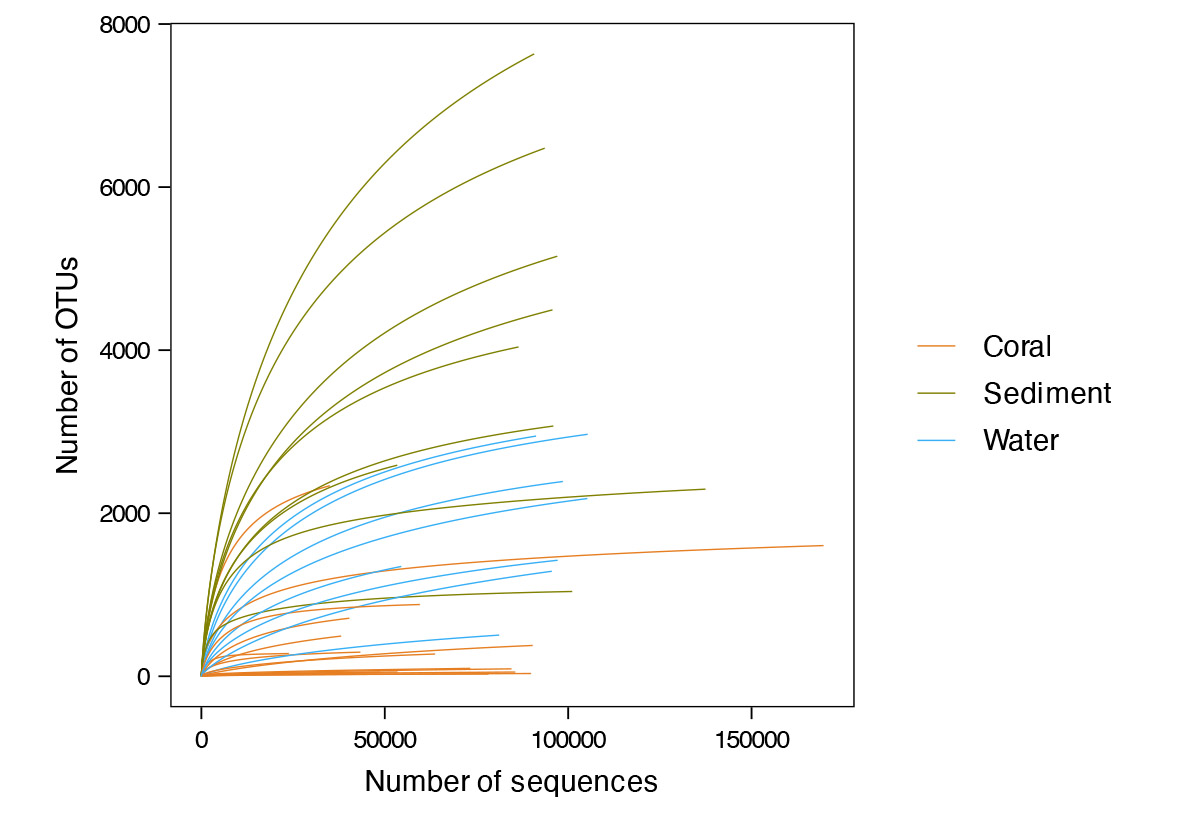 8000
6000
4000
2000
0
Number of OTUs
0 50000 100000 150000
Number of sequences
Coral
Sediment
Water